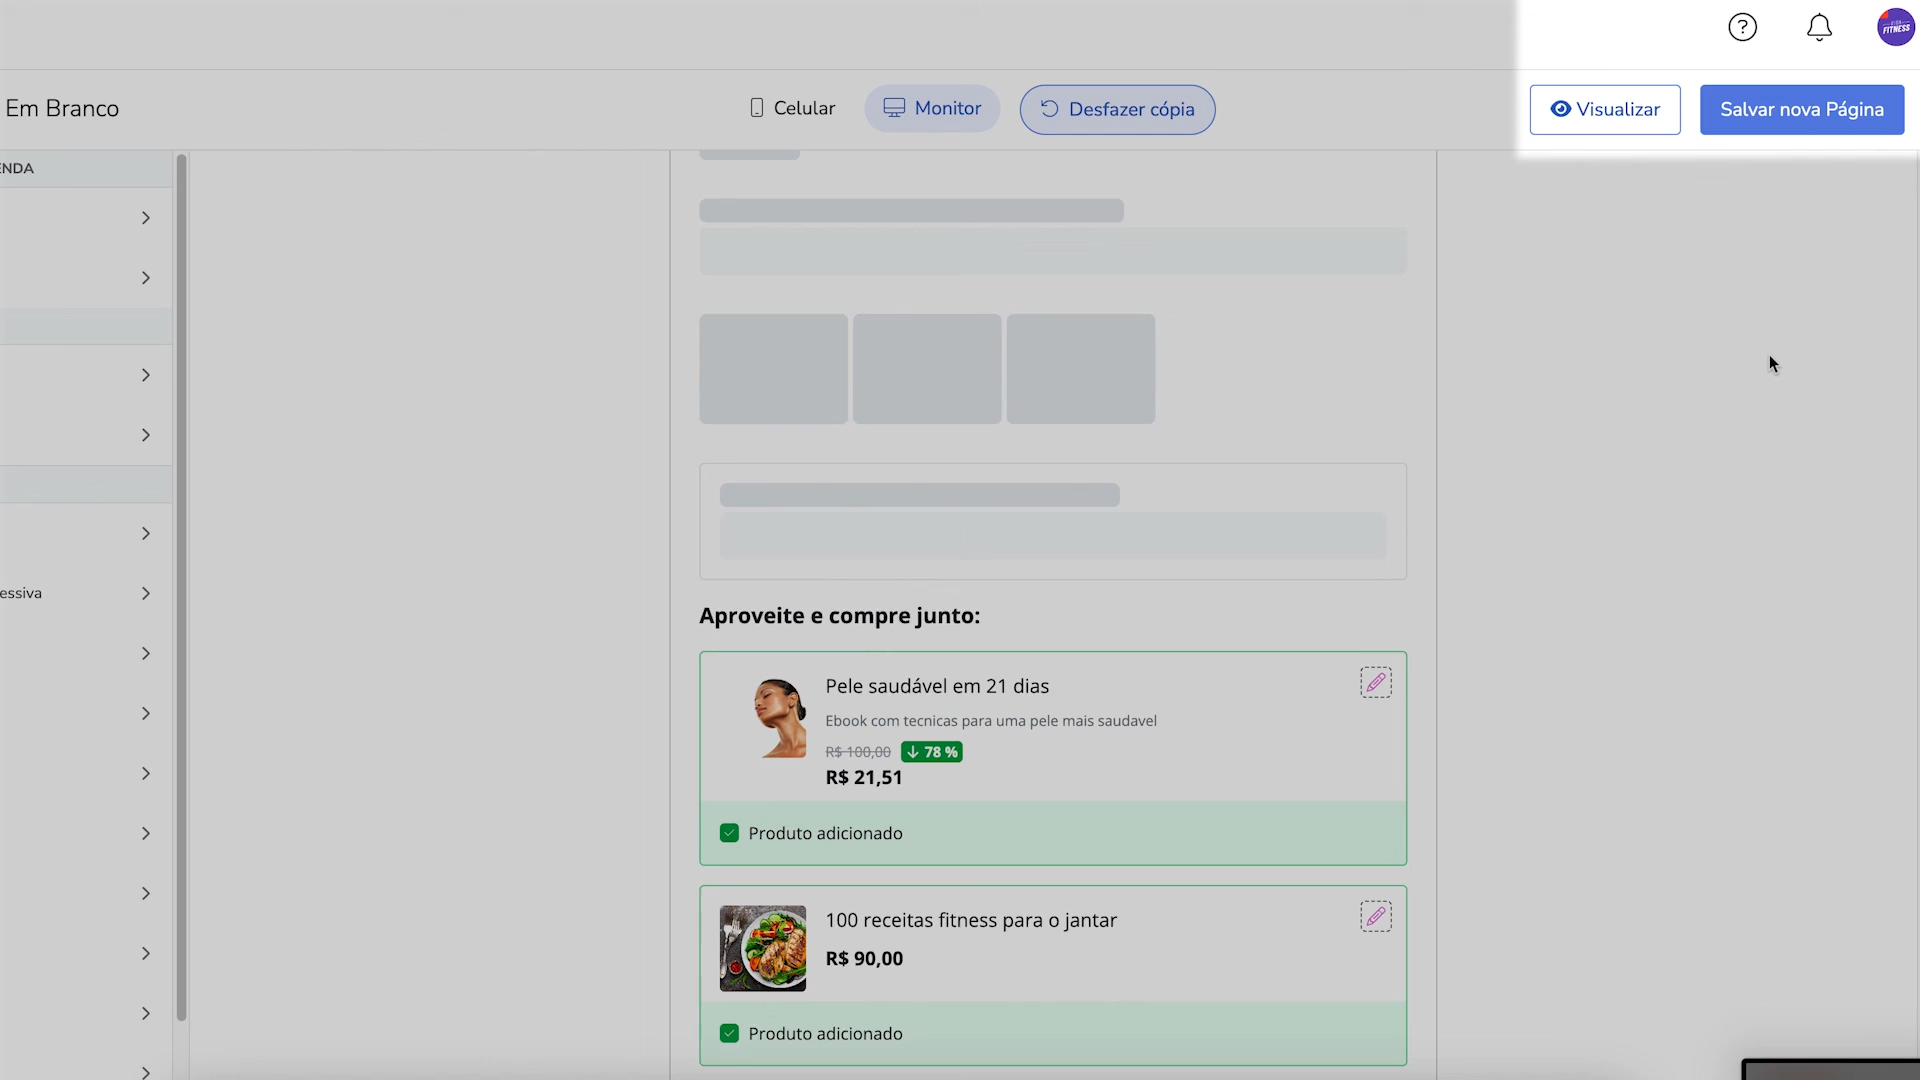 FITNESS
Em Branco
Celular
Monitor
Desfazer cópia
Visualizar
Salvar nova Página
ENDA
essiva
Aproveite e compre junto:
Pele saudável em 21 dias
Ebook com tecnicas para uma pele mais saudavel
R$ 100,00
78 %
R$ 21,51
Produto adicionado
100 receitas fitness para o jantar
R$ 90,00
Produto adicionado